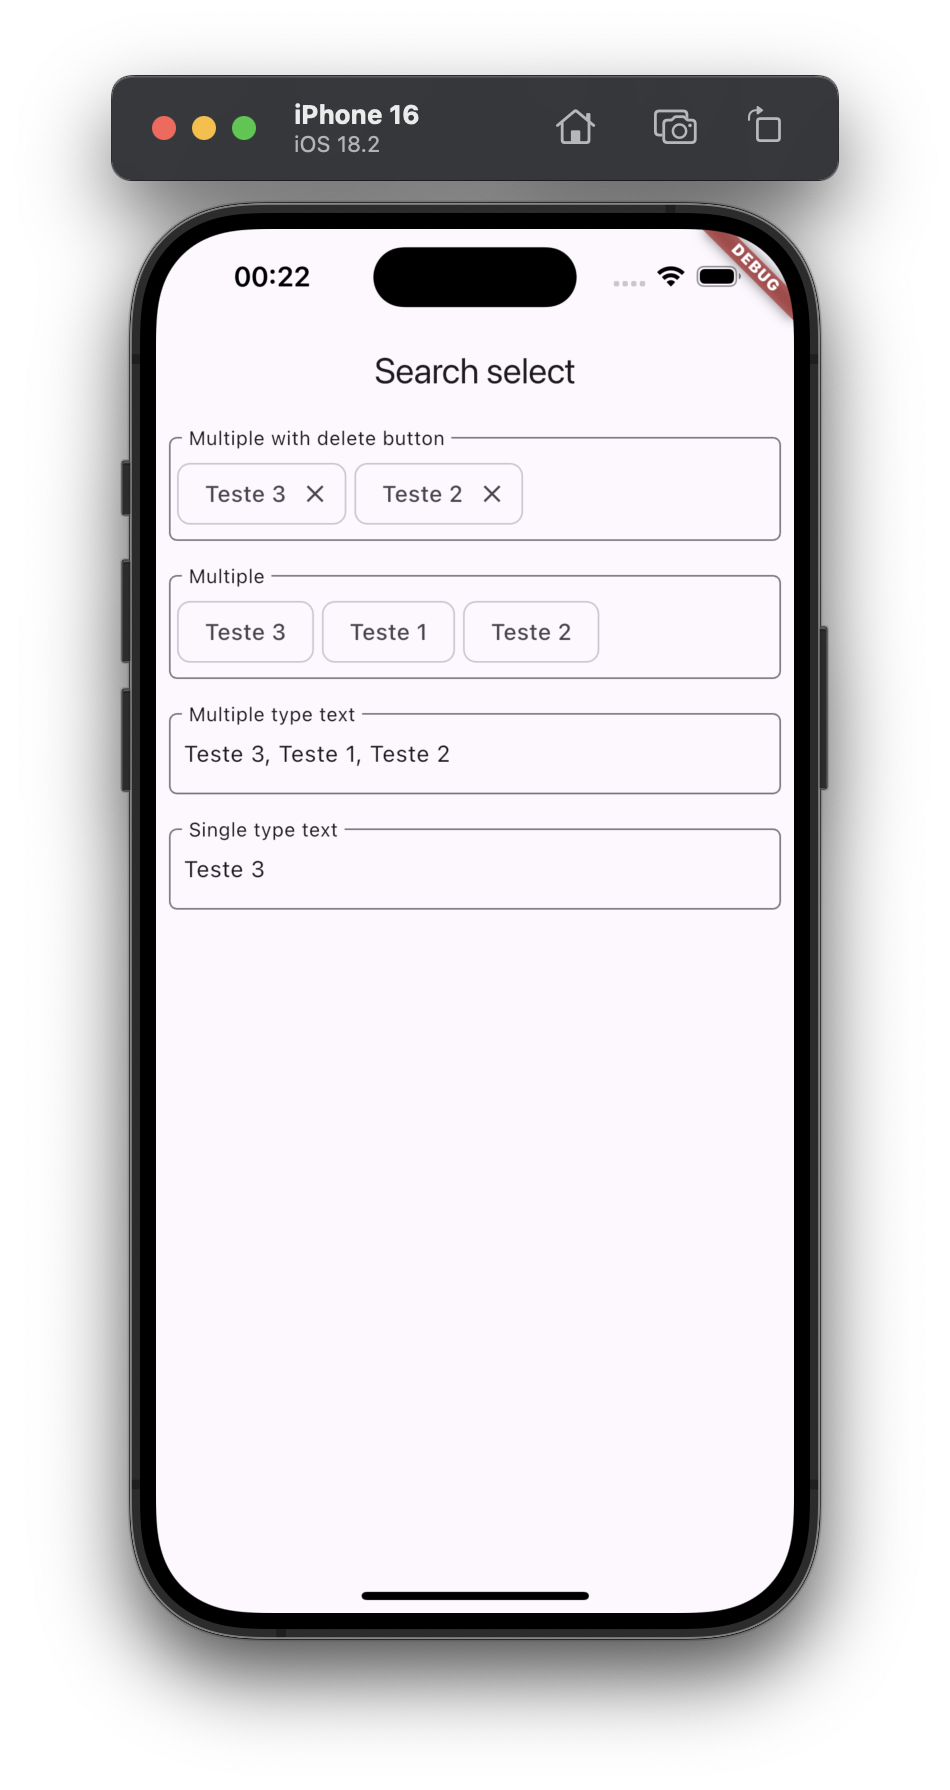 iPhone 16
iOS 18.2
00:22
DEBUG
Search select
Multiple with delete button
Teste 3 Teste 2
Multiple
Teste 3 Teste 1 Teste 2
Multiple type text
Teste 3, Teste 1, Teste 2
Single type text
Teste 3